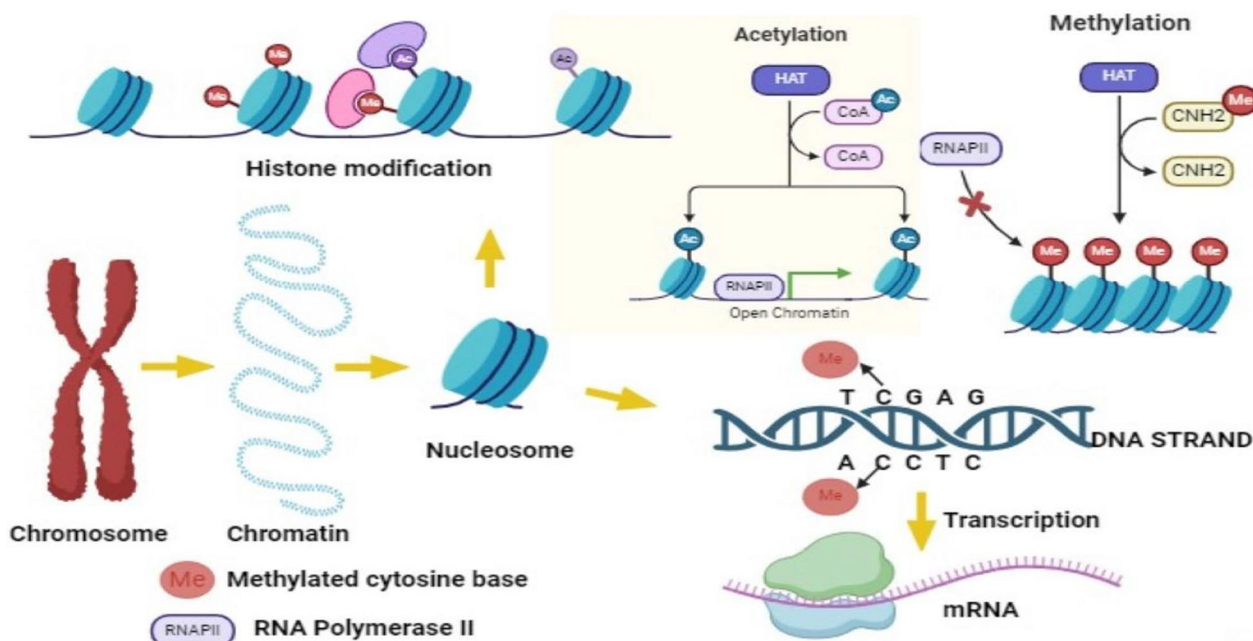 Me
Me
Ac
Me
Ac
Histone modification
Acetylation
HAT
Ac
CoA
CoA
Ac
Ac
RNAPII
Open Chromatin
Methylation
HAT
Me
CNH2
CNH2
RNAPII
Me Me Me Me
Chromosome
Chromatin
Nucleosome
Me
T C G A G
DNA STRAND
A C C T C
Me
Transcription
mRNA
Me Methylated cytosine base
RNAPII RNA Polymerase II